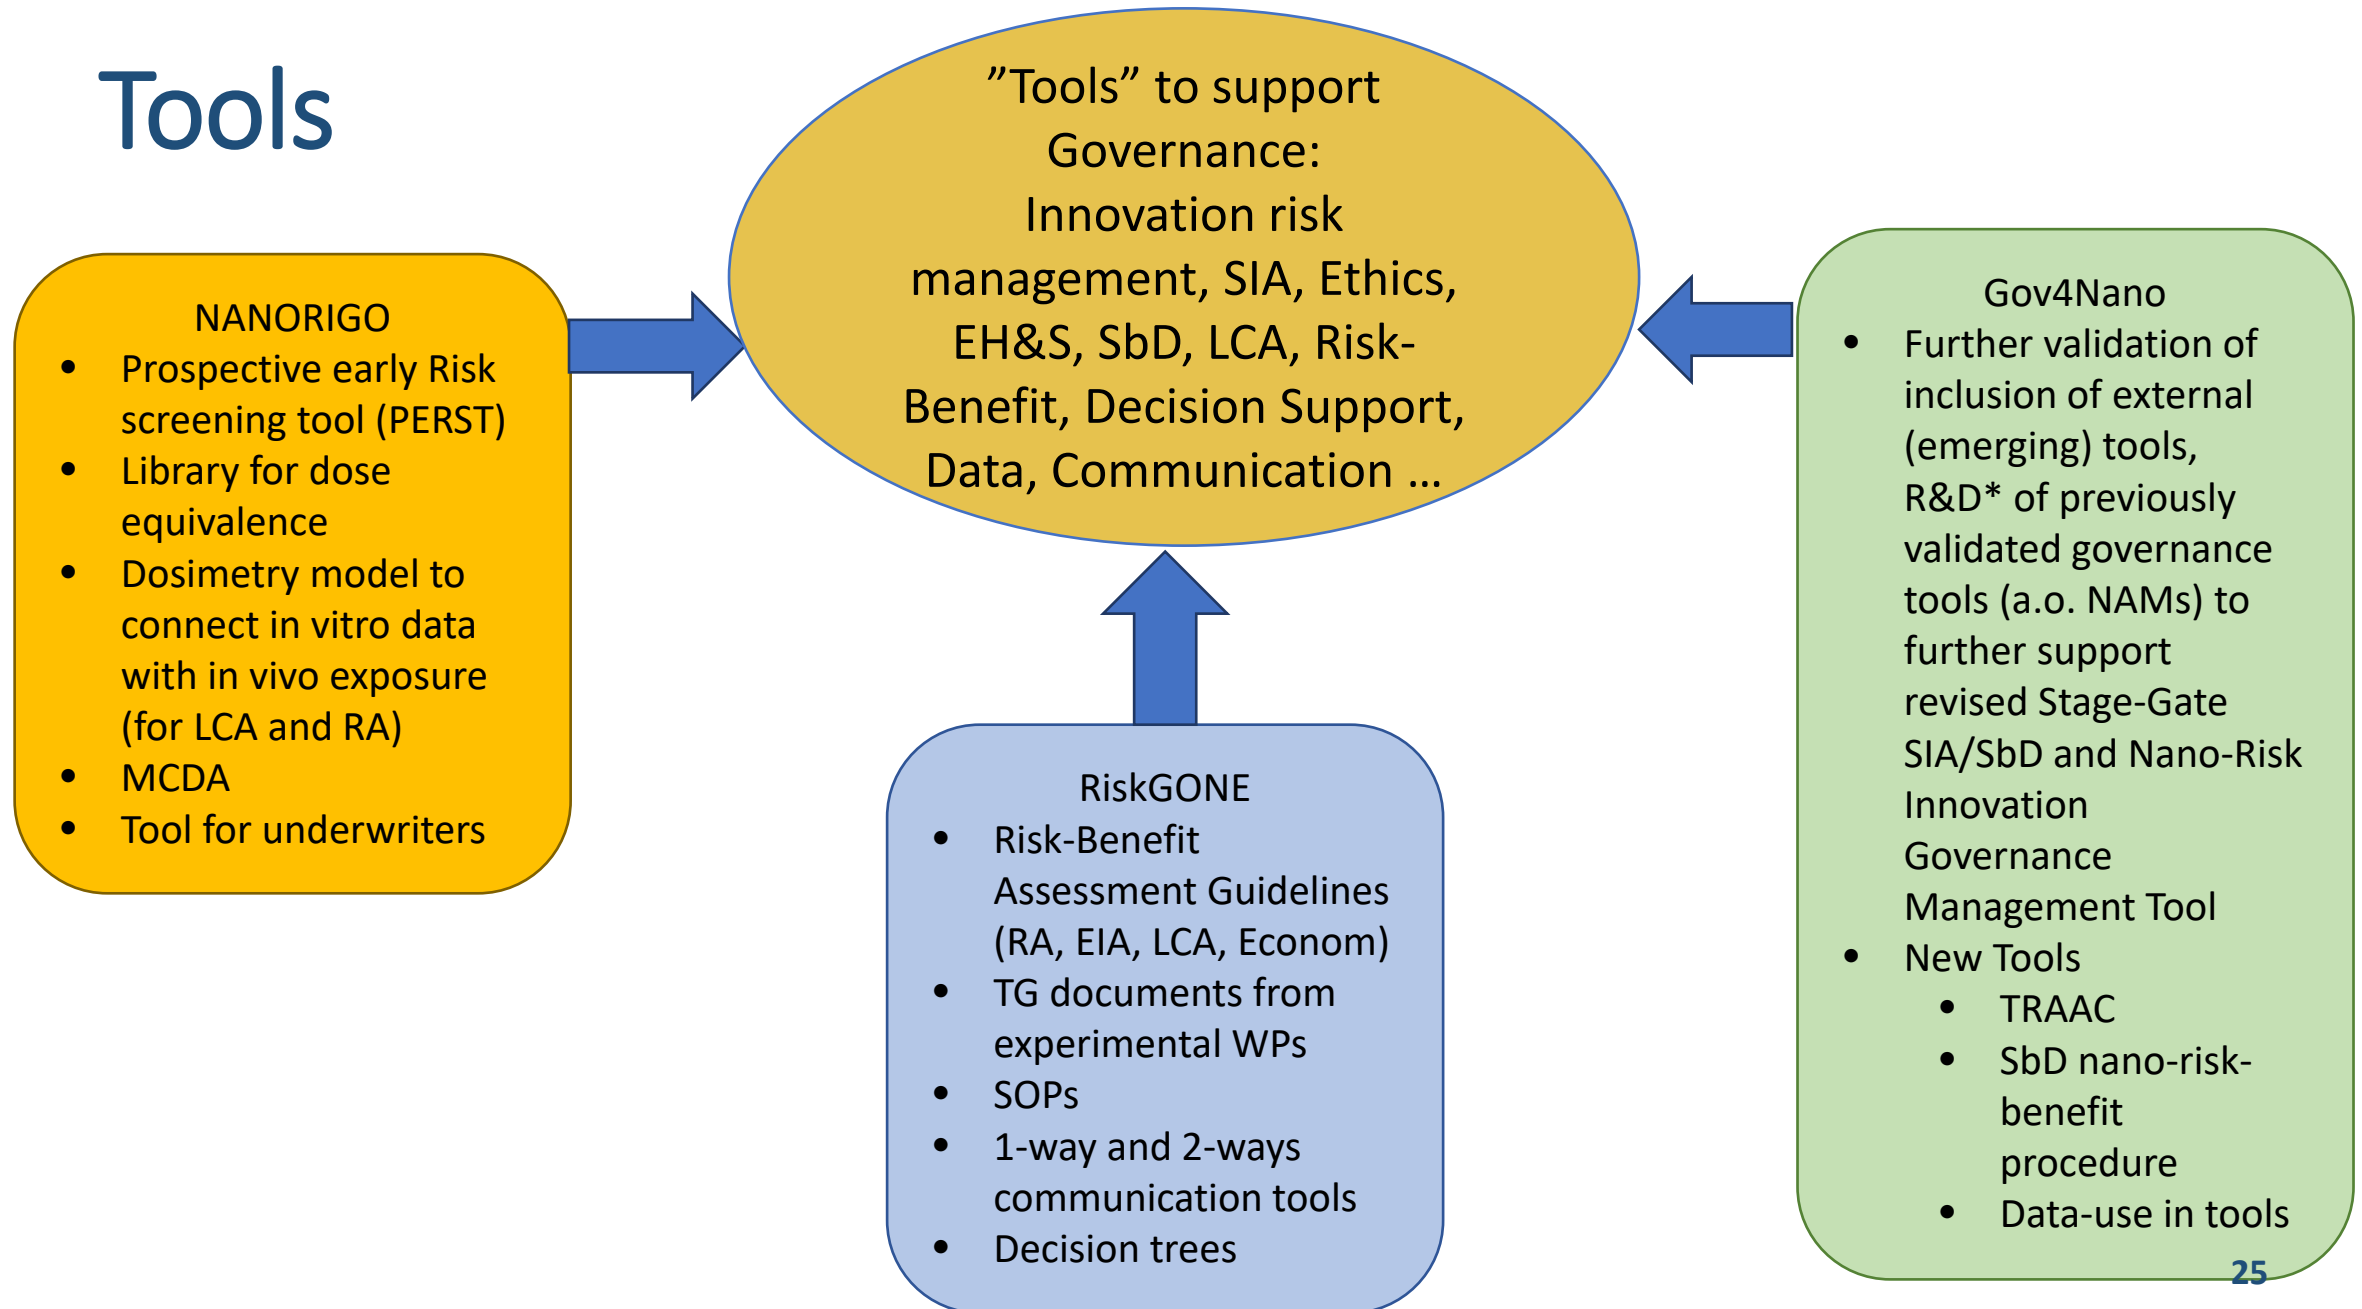 Tools
”Tools” to support
Governance:
Innovation risk
management, SIA, Ethics,
EH&S, SbD, LCA, Risk-
Benefit, Decision Support,
Data, Communication …
NANORIGO
• Prospective early Risk
screening tool (PERST)
• Library for dose
equivalence
• Dosimetry model to
connect in vitro data
with in vivo exposure
(for LCA and RA)
• MCDA
• Tool for underwriters
RiskGONE
• Risk-Benefit
Assessment Guidelines
(RA, EIA, LCA, Econom)
• TG documents from
experimental WPs
• SOPs
• 1-way and 2-ways
communication tools
• Decision trees
Gov4Nano
• Further validation of
inclusion of external
(emerging) tools,
R&D* of previously
validated governance
tools (a.o. NAMs) to
further support
revised Stage-Gate
SIA/SbD and Nano-Risk
Innovation
Governance
Management Tool
• New Tools
• TRAAC
• SbD nano-risk-
benefit
procedure
• Data-use in tools
25